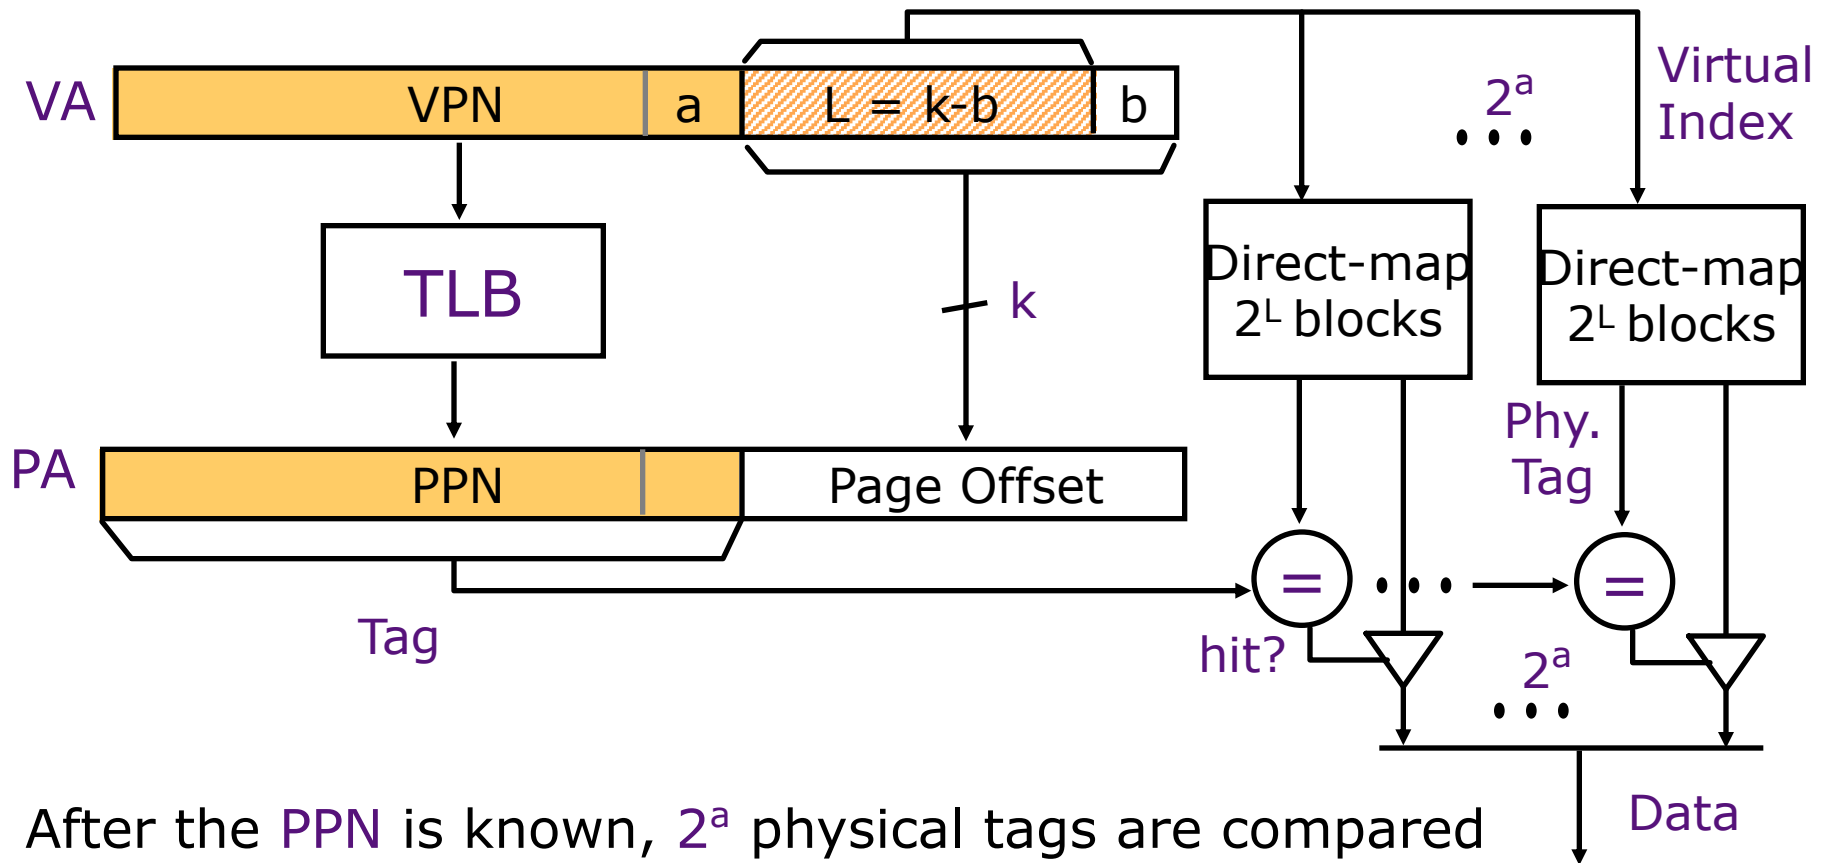 VA
VPN
a
L = k-b
b
2ᵃ
Virtual
Index
TLB
k
Direct-map
2ᴸ blocks
Direct-map
2ᴸ blocks
PA
PPN
Page Offset
Phy.
Tag
=
=
Tag
hit?
2ᵃ
After the PPN is known, 2ᵃ physical tags are compared
Data